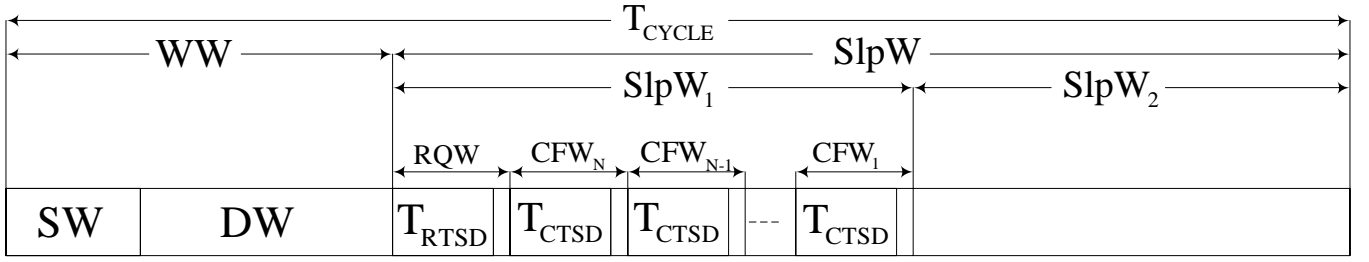 T_CYCLE
WW SlpW
SlpW_1 SlpW_2
RQW CFW_N CFW_N-1 CFW_1
SW DW T_RTSD T_CTSD T_CTSD --- T_CTSD